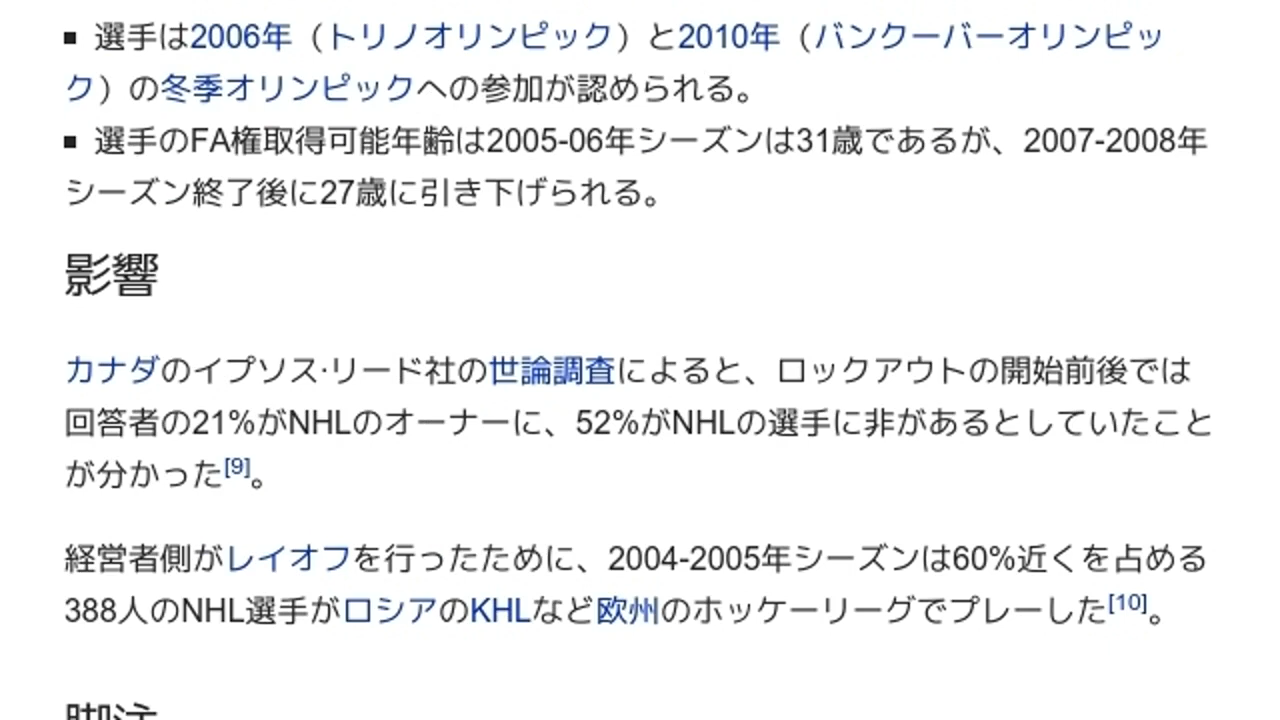 ▪ 選手は2006年（トリノオリンピック）と2010年（バンクーバーオリンピッ
ク）の冬季オリンピックへの参加が認められる。
▪ 選手のFA権取得可能年齢は2005-06年シーズンは31歳であるが、2007-2008年
シーズン終了後に27歳に引き下げられる。
影響
カナダのイプソス·リード社の世論調査によると、ロックアウトの開始前後では
回答者の21%がNHLのオーナーに、52%がNHLの選手に非があるとしていたこと
が分かった[9]。
経営者側がレイオフを行ったために、2004-2005年シーズンは60%近くを占める
388人のNHL選手がロシアのKHLなど欧州のホッケーリーグでプレーした[10]。
脚注